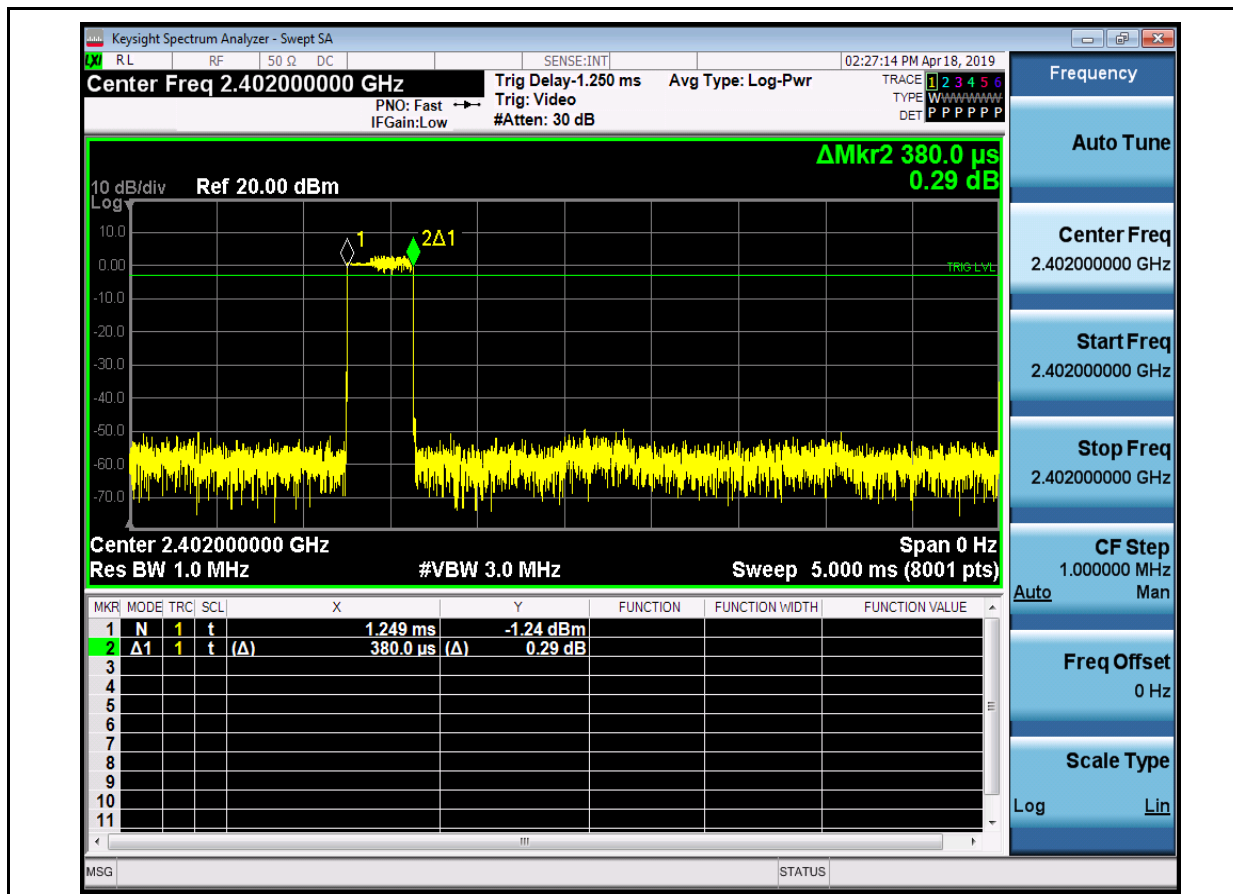 Keysight Spectrum Analyzer - Swept SA
LXI RL RF 50 Ω DC SENSE:INT 02:27:14 PM Apr 18, 2019
Center Freq 2.402000000 GHz
PNO: Fast
IFGain:Low
Trig Delay-1.250 ms
Trig: Video
#Atten: 30 dB
Avg Type: Log-Pwr
TRACE 1 2 3 4 5 6
TYPE WWWWWW
DET P P P P P P
ΔMkr2 380.0 µs
0.29 dB
10 dB/div Ref 20.00 dBm
Log
10.0
0.00
-10.0
-20.0
-30.0
-40.0
-50.0
-60.0
-70.0
1
2Δ1
TRIG LVL
Center 2.402000000 GHz Span 0 Hz
Res BW 1.0 MHz #VBW 3.0 MHz Sweep 5.000 ms (8001 pts)
MKR MODE TRC SCL X Y FUNCTION FUNCTION WIDTH FUNCTION VALUE
1 N 1 t 1.249 ms -1.24 dBm
2 Δ1 1 t (Δ) 380.0 µs (Δ) 0.29 dB
3
4
5
6
7
8
9
10
11
MSG STATUS
Frequency
Auto Tune
Center Freq
2.402000000 GHz
Start Freq
2.402000000 GHz
Stop Freq
2.402000000 GHz
CF Step
1.000000 MHz
Auto Man
Freq Offset
0 Hz
Scale Type
Log Lin